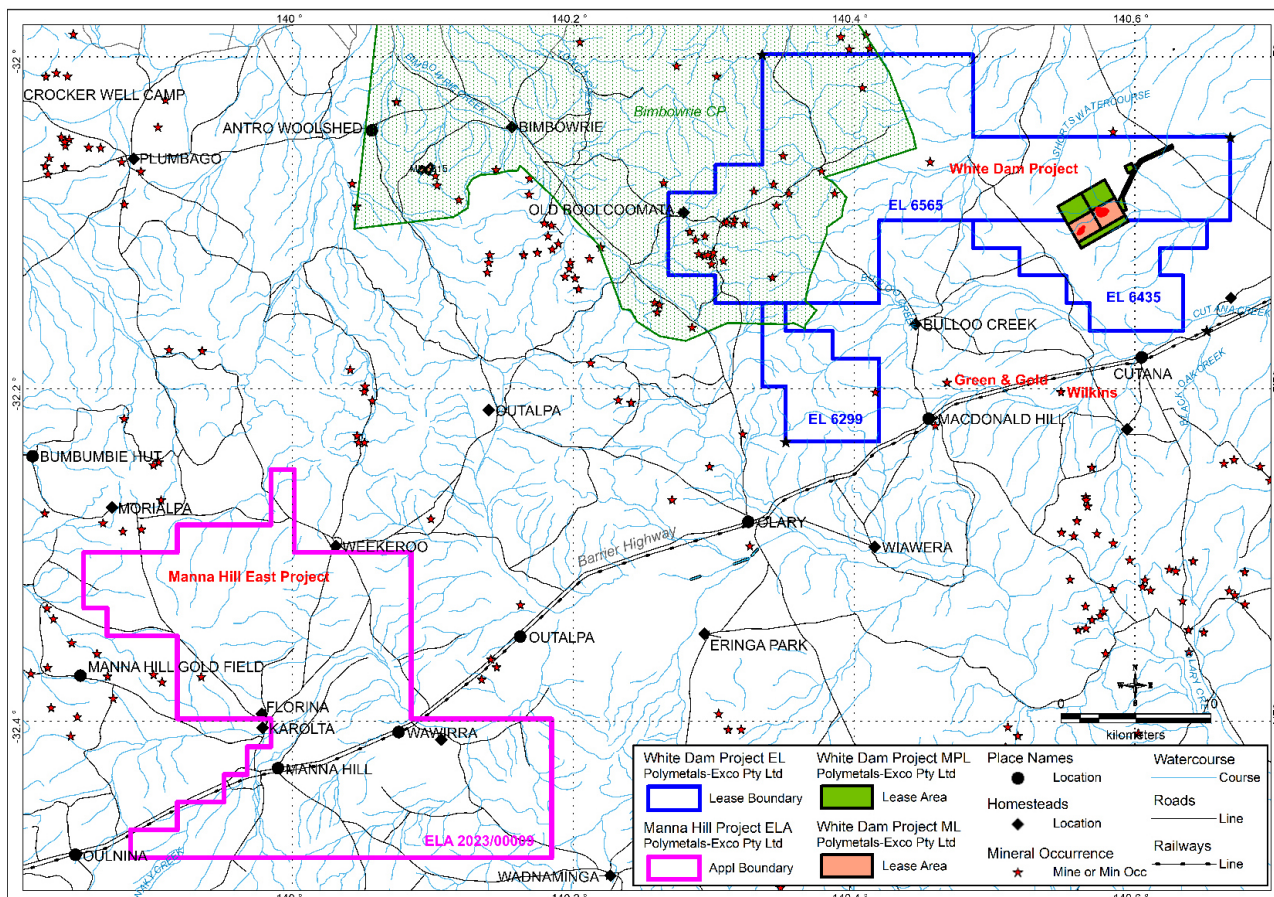 140 °
140.2 °
140.4 °
140.6 °
32 °
CROCKER WELL CAMP
ANTRO WOOLSHED
BIMBOWRIE
Bimbowrie CP
PLUMBAGO
White Dam Project
EL 6565
OLD BOOLCOOMATA
EL 6435
CUTANA CREEK
BULLOO CREEK
CUTANA
Green & Gold
Wilkins
BLACK OAK CREEK
-32.2 °
OUTALPA
EL 6299
MACDONALD HILL
BUMBUMBIE HUT
MORIALPA
OLARY
Barrier Highway
WEEKEROO
WIAWERA
Manna Hill East Project
OUTALPA
ERINGA PARK
MANNA HILL GOLD FIELD
FLORINA
KAROLTA
-32.4 °
WAWIRRA
MANNA HILL
ELA 2023/00009
OULNINA
WADNAMINGA
N
W E
S
0 10
kilometers
White Dam Project EL
Polymetals-Exco Pty Ltd
Lease Boundary
Manna Hill Project ELA
Polymetals-Exco Pty Ltd
Appl Boundary
White Dam Project MPL
Polymetals-Exco Pty Ltd
Lease Area
White Dam Project ML
Polymetals-Exco Pty Ltd
Lease Area
Place Names
Location
Homesteads
Location
Mineral Occurrence
Mine or Min Occ
Watercourse
Course
Roads
Line
Railways
Line